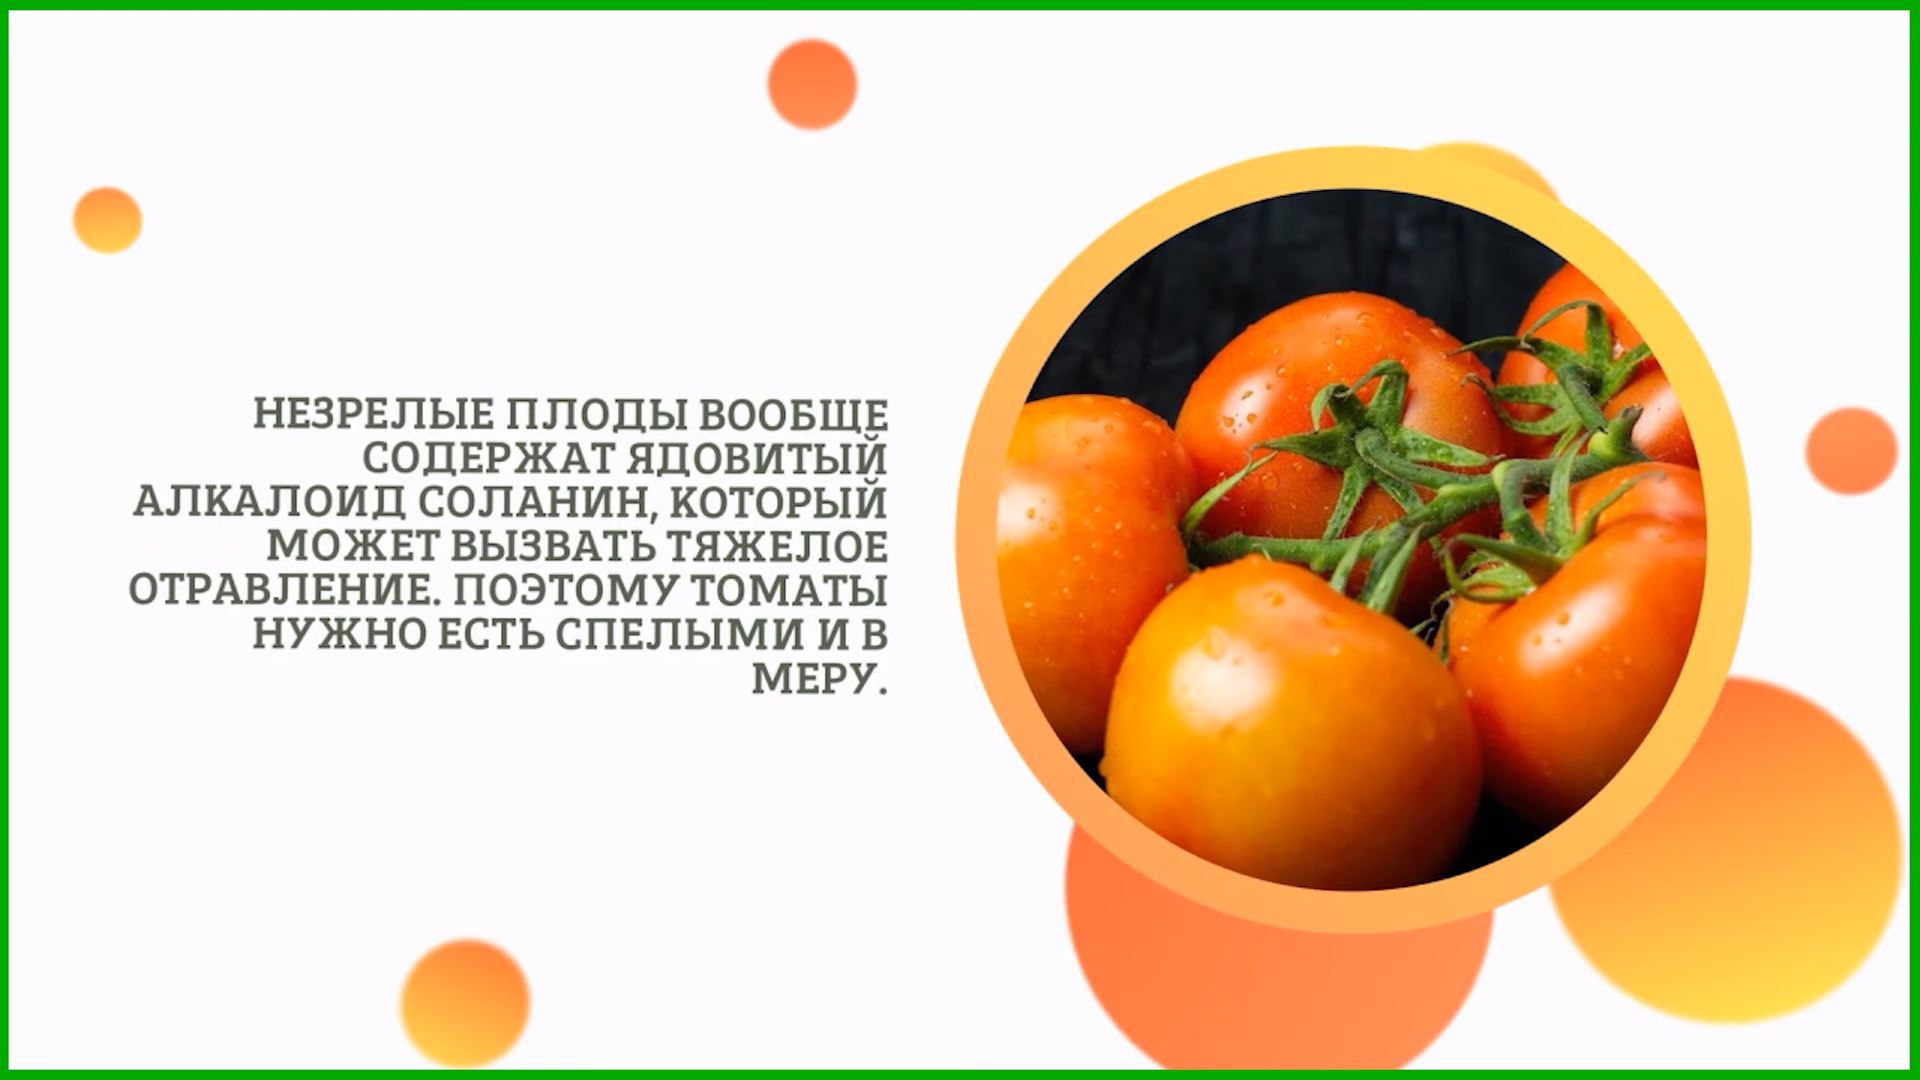 НЕЗРЕЛЫЕ ПЛОДЫ ВООБЩЕ
СОДЕРЖАТ ЯДОВИТЫЙ
АЛКАЛОИД СОЛАНИН, КОТОРЫЙ
МОЖЕТ ВЫЗВАТЬ ТЯЖЕЛОЕ
ОТРАВЛЕНИЕ. ПОЭТОМУ ТОМАТЫ
НУЖНО ЕСТЬ СПЕЛЫМИ И В
МЕРУ.